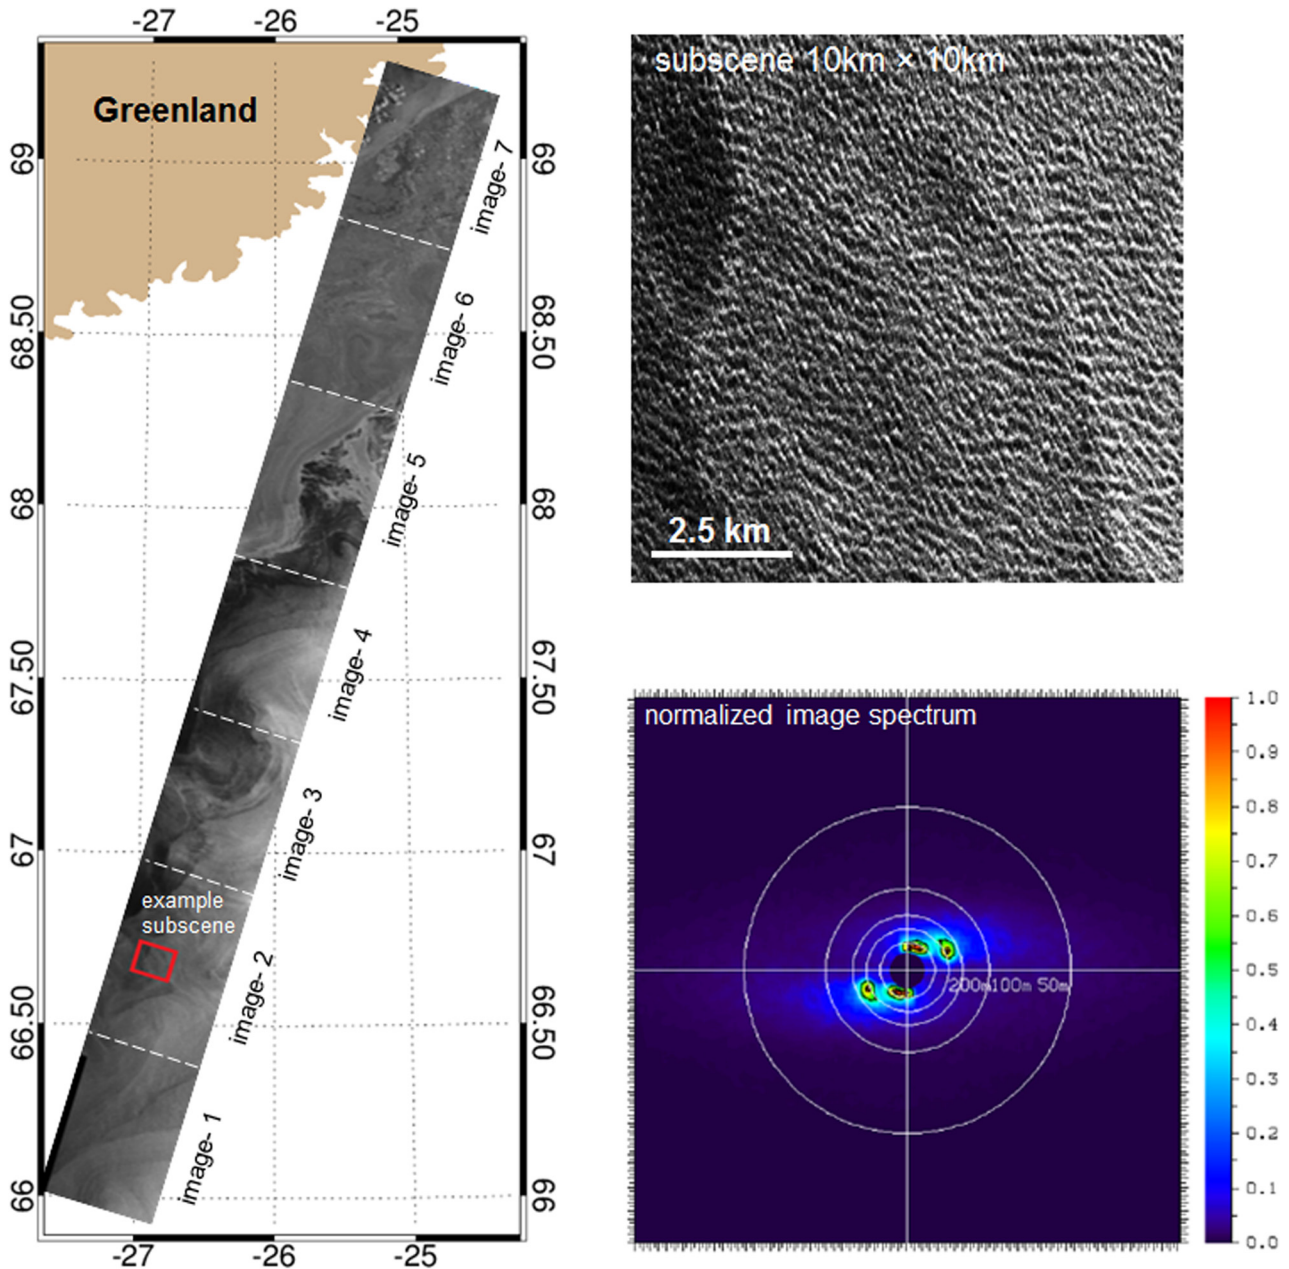 -27 -26 -25
Greenland
69
69
68.50
68.50
68
68
67.50
67.50
67
67
66.50
66.50
66
66
image- 7
image- 6
image- 5
image- 4
image- 3
example
subscene
image- 2
image- 1
-27 -26 -25
subscene 10km × 10km
2.5 km
normalized image spectrum
200m 100m 50m
1.0
0.9
0.8
0.7
0.6
0.5
0.4
0.3
0.2
0.1
0.0